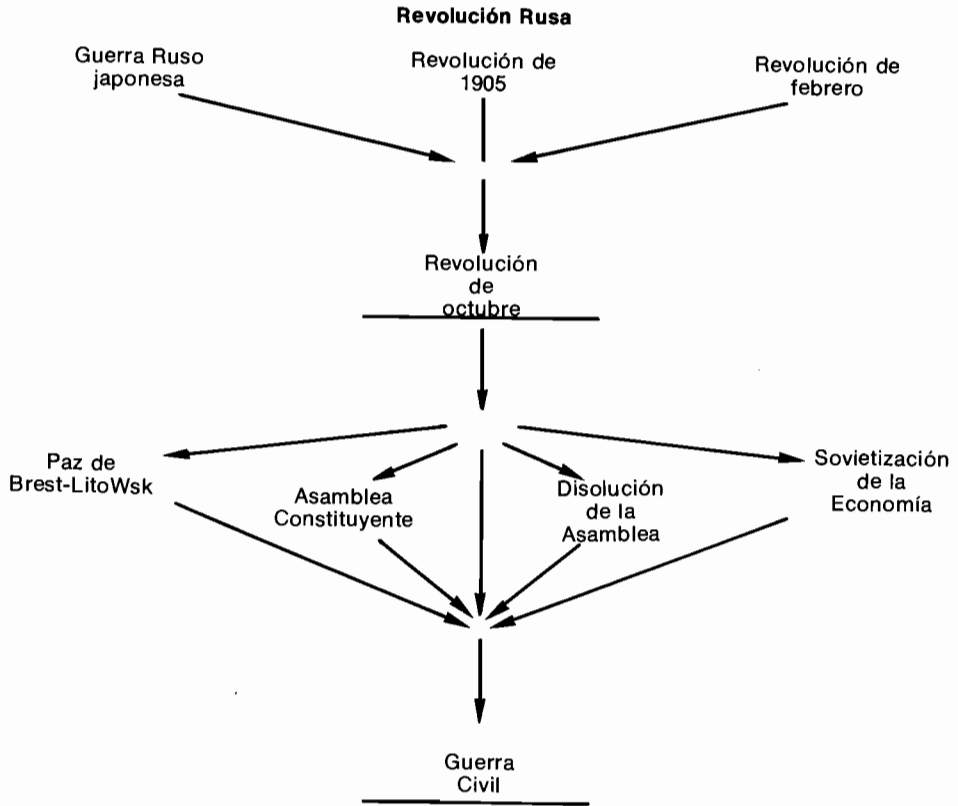 Revolución Rusa
Guerra Ruso
japonesa
Revolución de
1905
Revolución de
febrero
Revolución
de
octubre
Paz de
Brest-LitoWsk
Asamblea
Constituyente
Disolución
de la
Asamblea
Sovietización
de la
Economía
Guerra
Civil